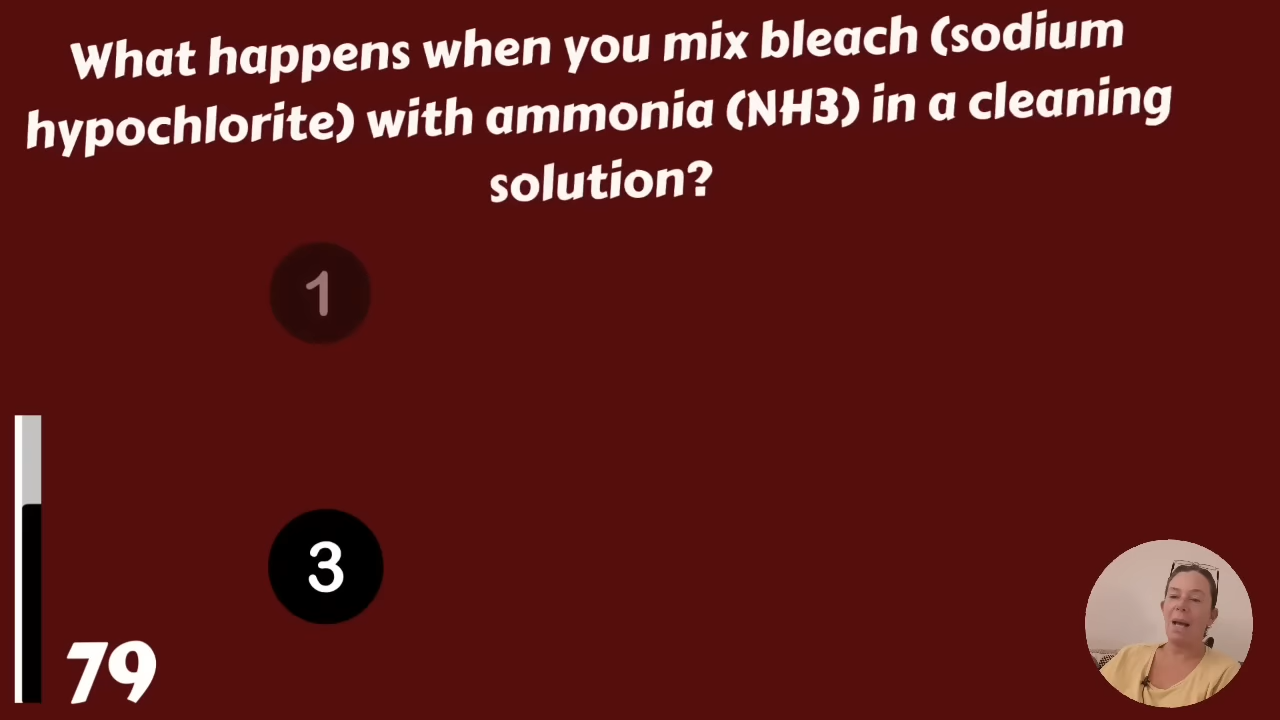 What happens when you mix bleach (sodium
hypochlorite) with ammonia (NH3) in a cleaning
solution?
1
3
79